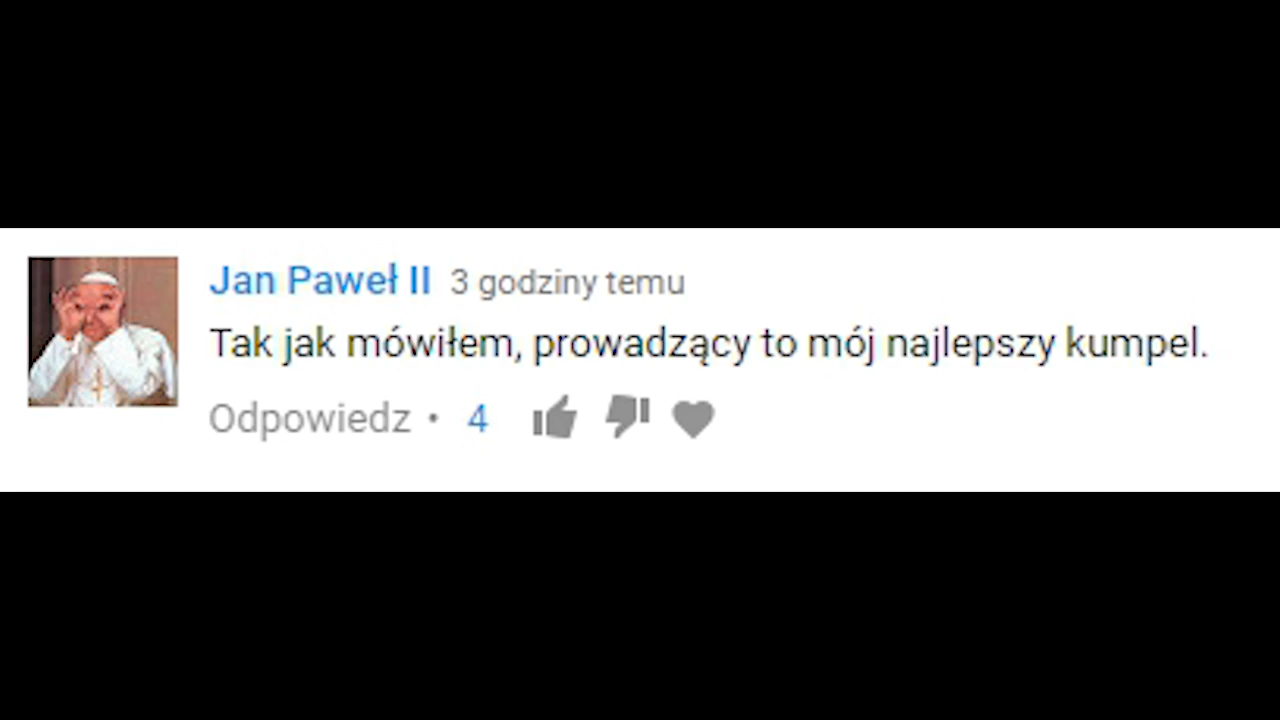 Jan Paweł II 3 godziny temu
Tak jak mówiłem, prowadzący to mój najlepszy kumpel.
Odpowiedz • 4